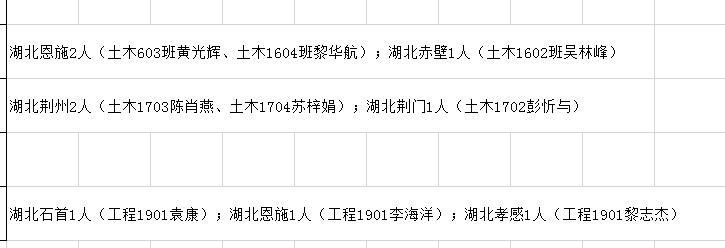 湖北恩施2人（土木603班黄光辉、土木1604班黎华航）；湖北赤壁1人（土木1602班吴林峰）
湖北荆州2人（土木1703陈肖燕、土木1704苏梓娟）；湖北荆门1人（土木1702彭忻与）
湖北石首1人（工程1901袁康）；湖北恩施1人（工程1901李海洋）；湖北孝感1人（工程1901黎志杰）